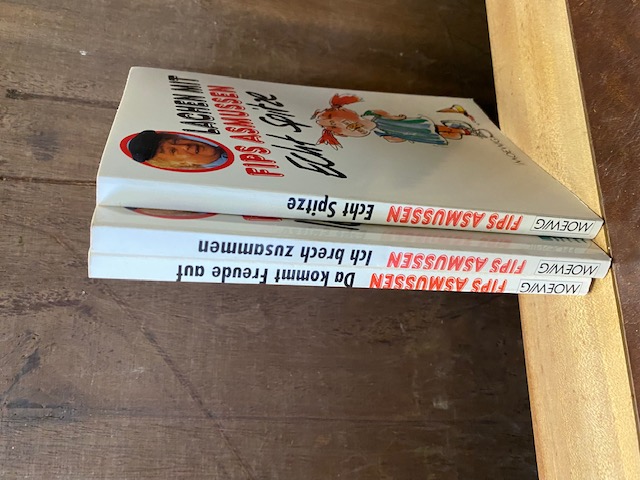 LACHEN MIT
FIPS ASMUSSEN
Echt Spitze
MOEWIG FIPS ASMUSSEN Echt Spitze
MOEWIG FIPS ASMUSSEN Ich brech zusammen
MOEWIG FIPS ASMUSSEN Da kommt Freude auf